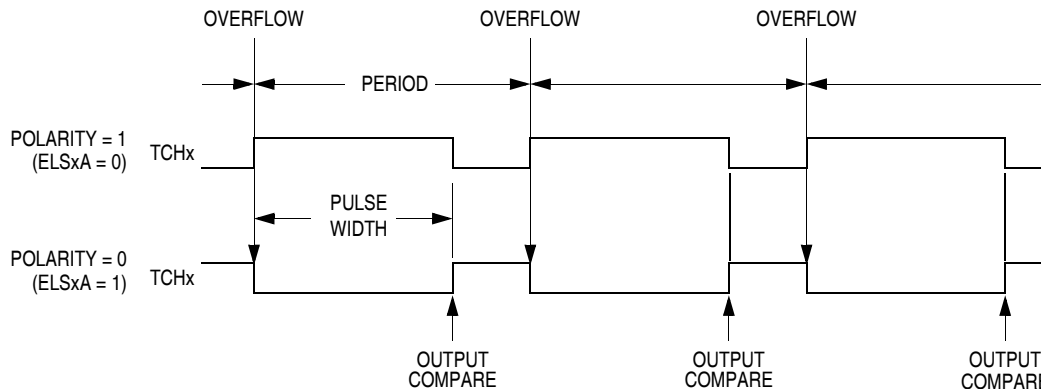 OVERFLOW
OVERFLOW
OVERFLOW
PERIOD
POLARITY = 1
(ELSxA = 0)
TCHx
PULSE
WIDTH
POLARITY = 0
(ELSxA = 1)
TCHx
OUTPUT
COMPARE
OUTPUT
COMPARE
OUTPUT
COMPARE